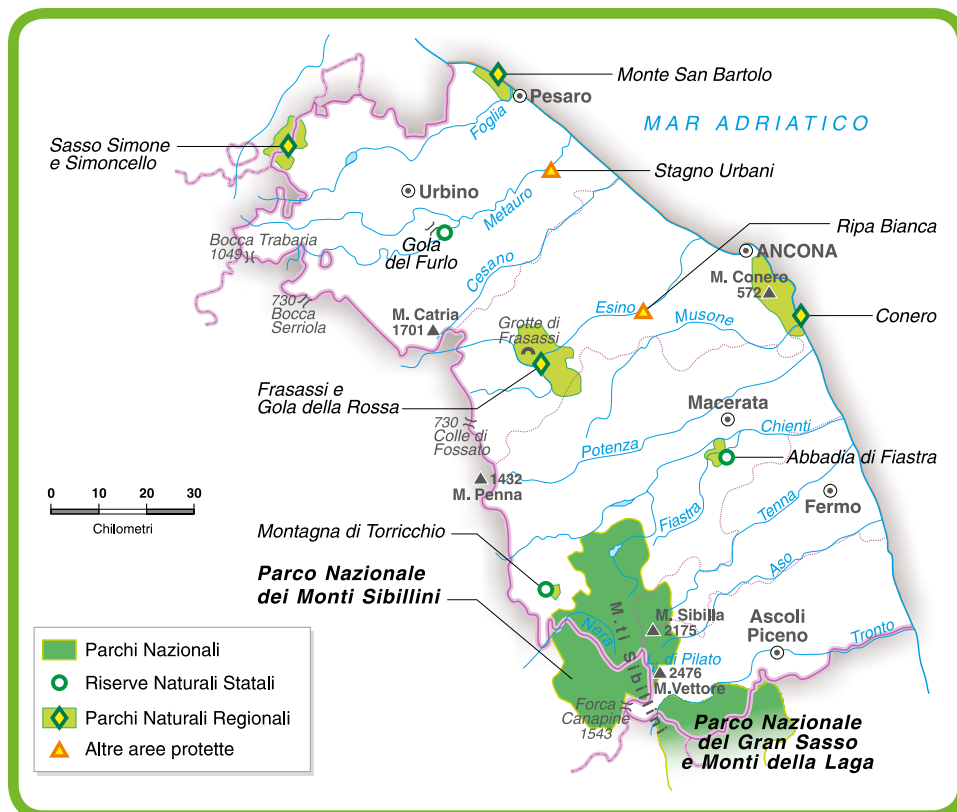 Monte San Bartolo
Pesaro
Foglia
MAR ADRIATICO
Sasso Simone
e Simoncello
Stagno Urbani
Urbino
Metauro
Ripa Bianca
Bocca Trabaria
1049
Gola
del Furlo
ANCONA
Cesano
M. Conero
572
730
Bocca
Serriola
M. Catria
1701
Esino
Musone
Conero
Grotte di
Frasassi
Frasassi e
Gola della Rossa
Macerata
730
Colle di
Fossato
Potenza
Chienti
Abbadia di Fiastra
1432
M. Penna
0 10 20 30
Chilometri
Fiastra
Tenna
Fermo
Montagna di Torricchio
Aso
Parco Nazionale
dei Monti Sibillini
M.ti Sibillini
Nera
M. Sibilla
2175
Ascoli
Piceno
Tronto
L. di Pilato
2476
M.Vettore
Forca
Canapine
1543
Parco Nazionale
del Gran Sasso
e Monti della Laga
Parchi Nazionali
Riserve Naturali Statali
Parchi Naturali Regionali
Altre aree protette